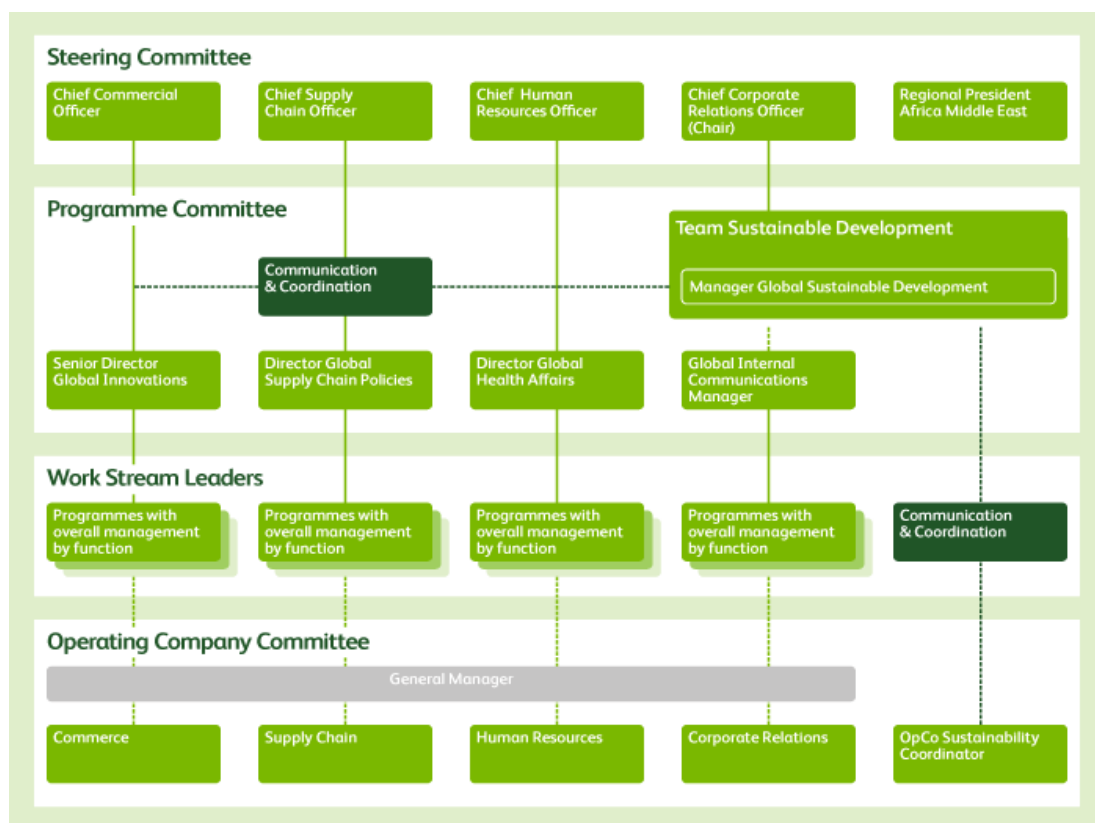 Steering Committee
Chief Commercial
Officer
Chief Supply
Chain Officer
Chief Human
Resources Officer
Chief Corporate
Relations Officer
(Chair)
Regional President
Africa Middle East
Programme Committee
Team Sustainable Development
Manager Global Sustainable Development
Communication
& Coordination
Senior Director
Global Innovations
Director Global
Supply Chain Policies
Director Global
Health Affairs
Global Internal
Communications
Manager
Work Stream Leaders
Programmes with
overall management
by function
Programmes with
overall management
by function
Programmes with
overall management
by function
Programmes with
overall management
by function
Communication
& Coordination
Operating Company Committee
General Manager
Commerce
Supply Chain
Human Resources
Corporate Relations
OpCo Sustainability
Coordinator